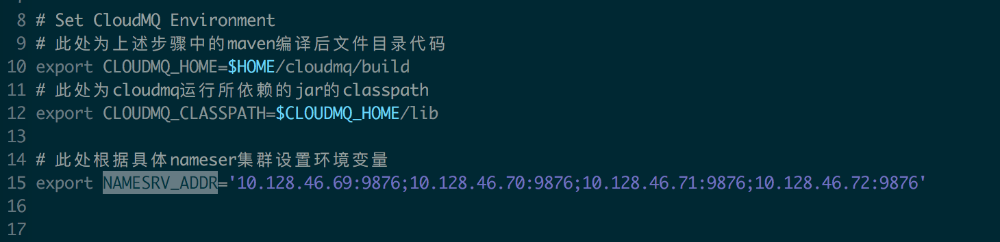 8 # Set CloudMQ Environment
9 # 此处为上述步骤中的maven编译后文件目录代码
10 export CLOUDMQ_HOME=$HOME/cloudmq/build
11 # 此处为cloudmq运行所依赖的jar的classpath
12 export CLOUDMQ_CLASSPATH=$CLOUDMQ_HOME/lib
13
14 # 此处根据具体nameser集群设置环境变量
15 export NAMESRV_ADDR='10.128.46.69:9876;10.128.46.70:9876;10.128.46.71:9876;10.128.46.72:9876'
16
17